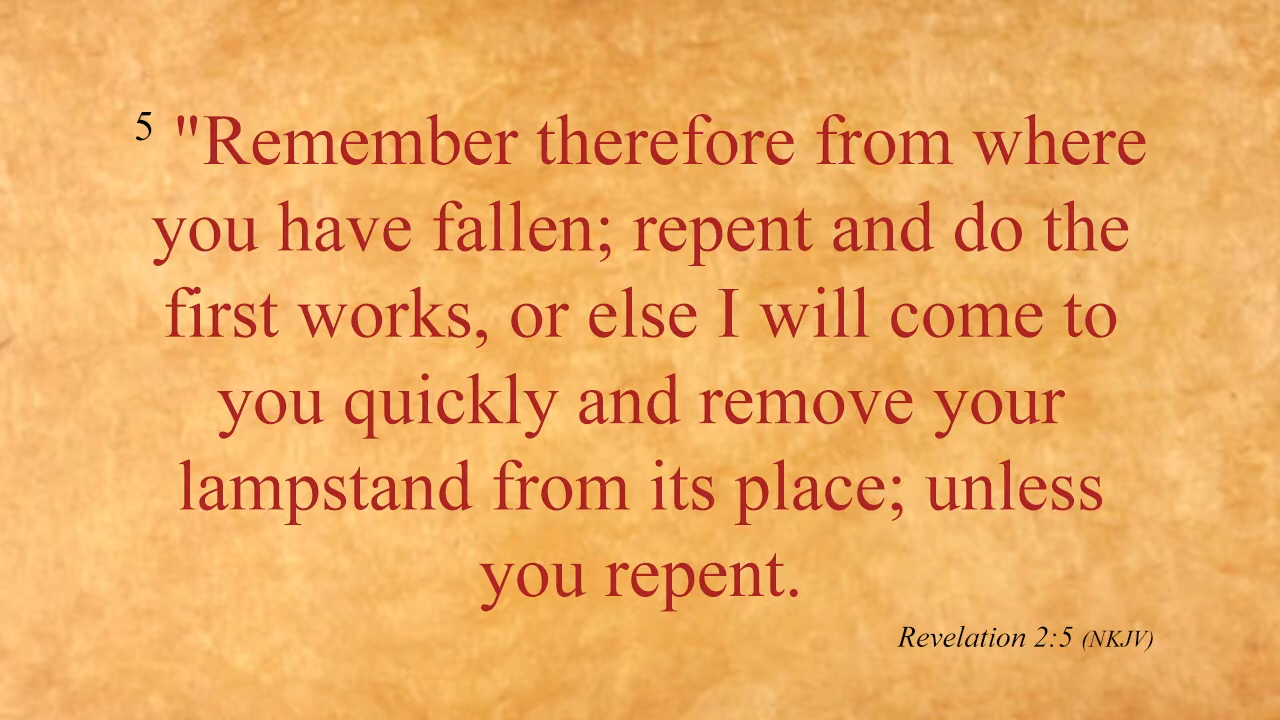 5 "Remember therefore from where
you have fallen; repent and do the
first works, or else I will come to
you quickly and remove your
lampstand from its place; unless
you repent.
Revelation 2:5 (NKJV)